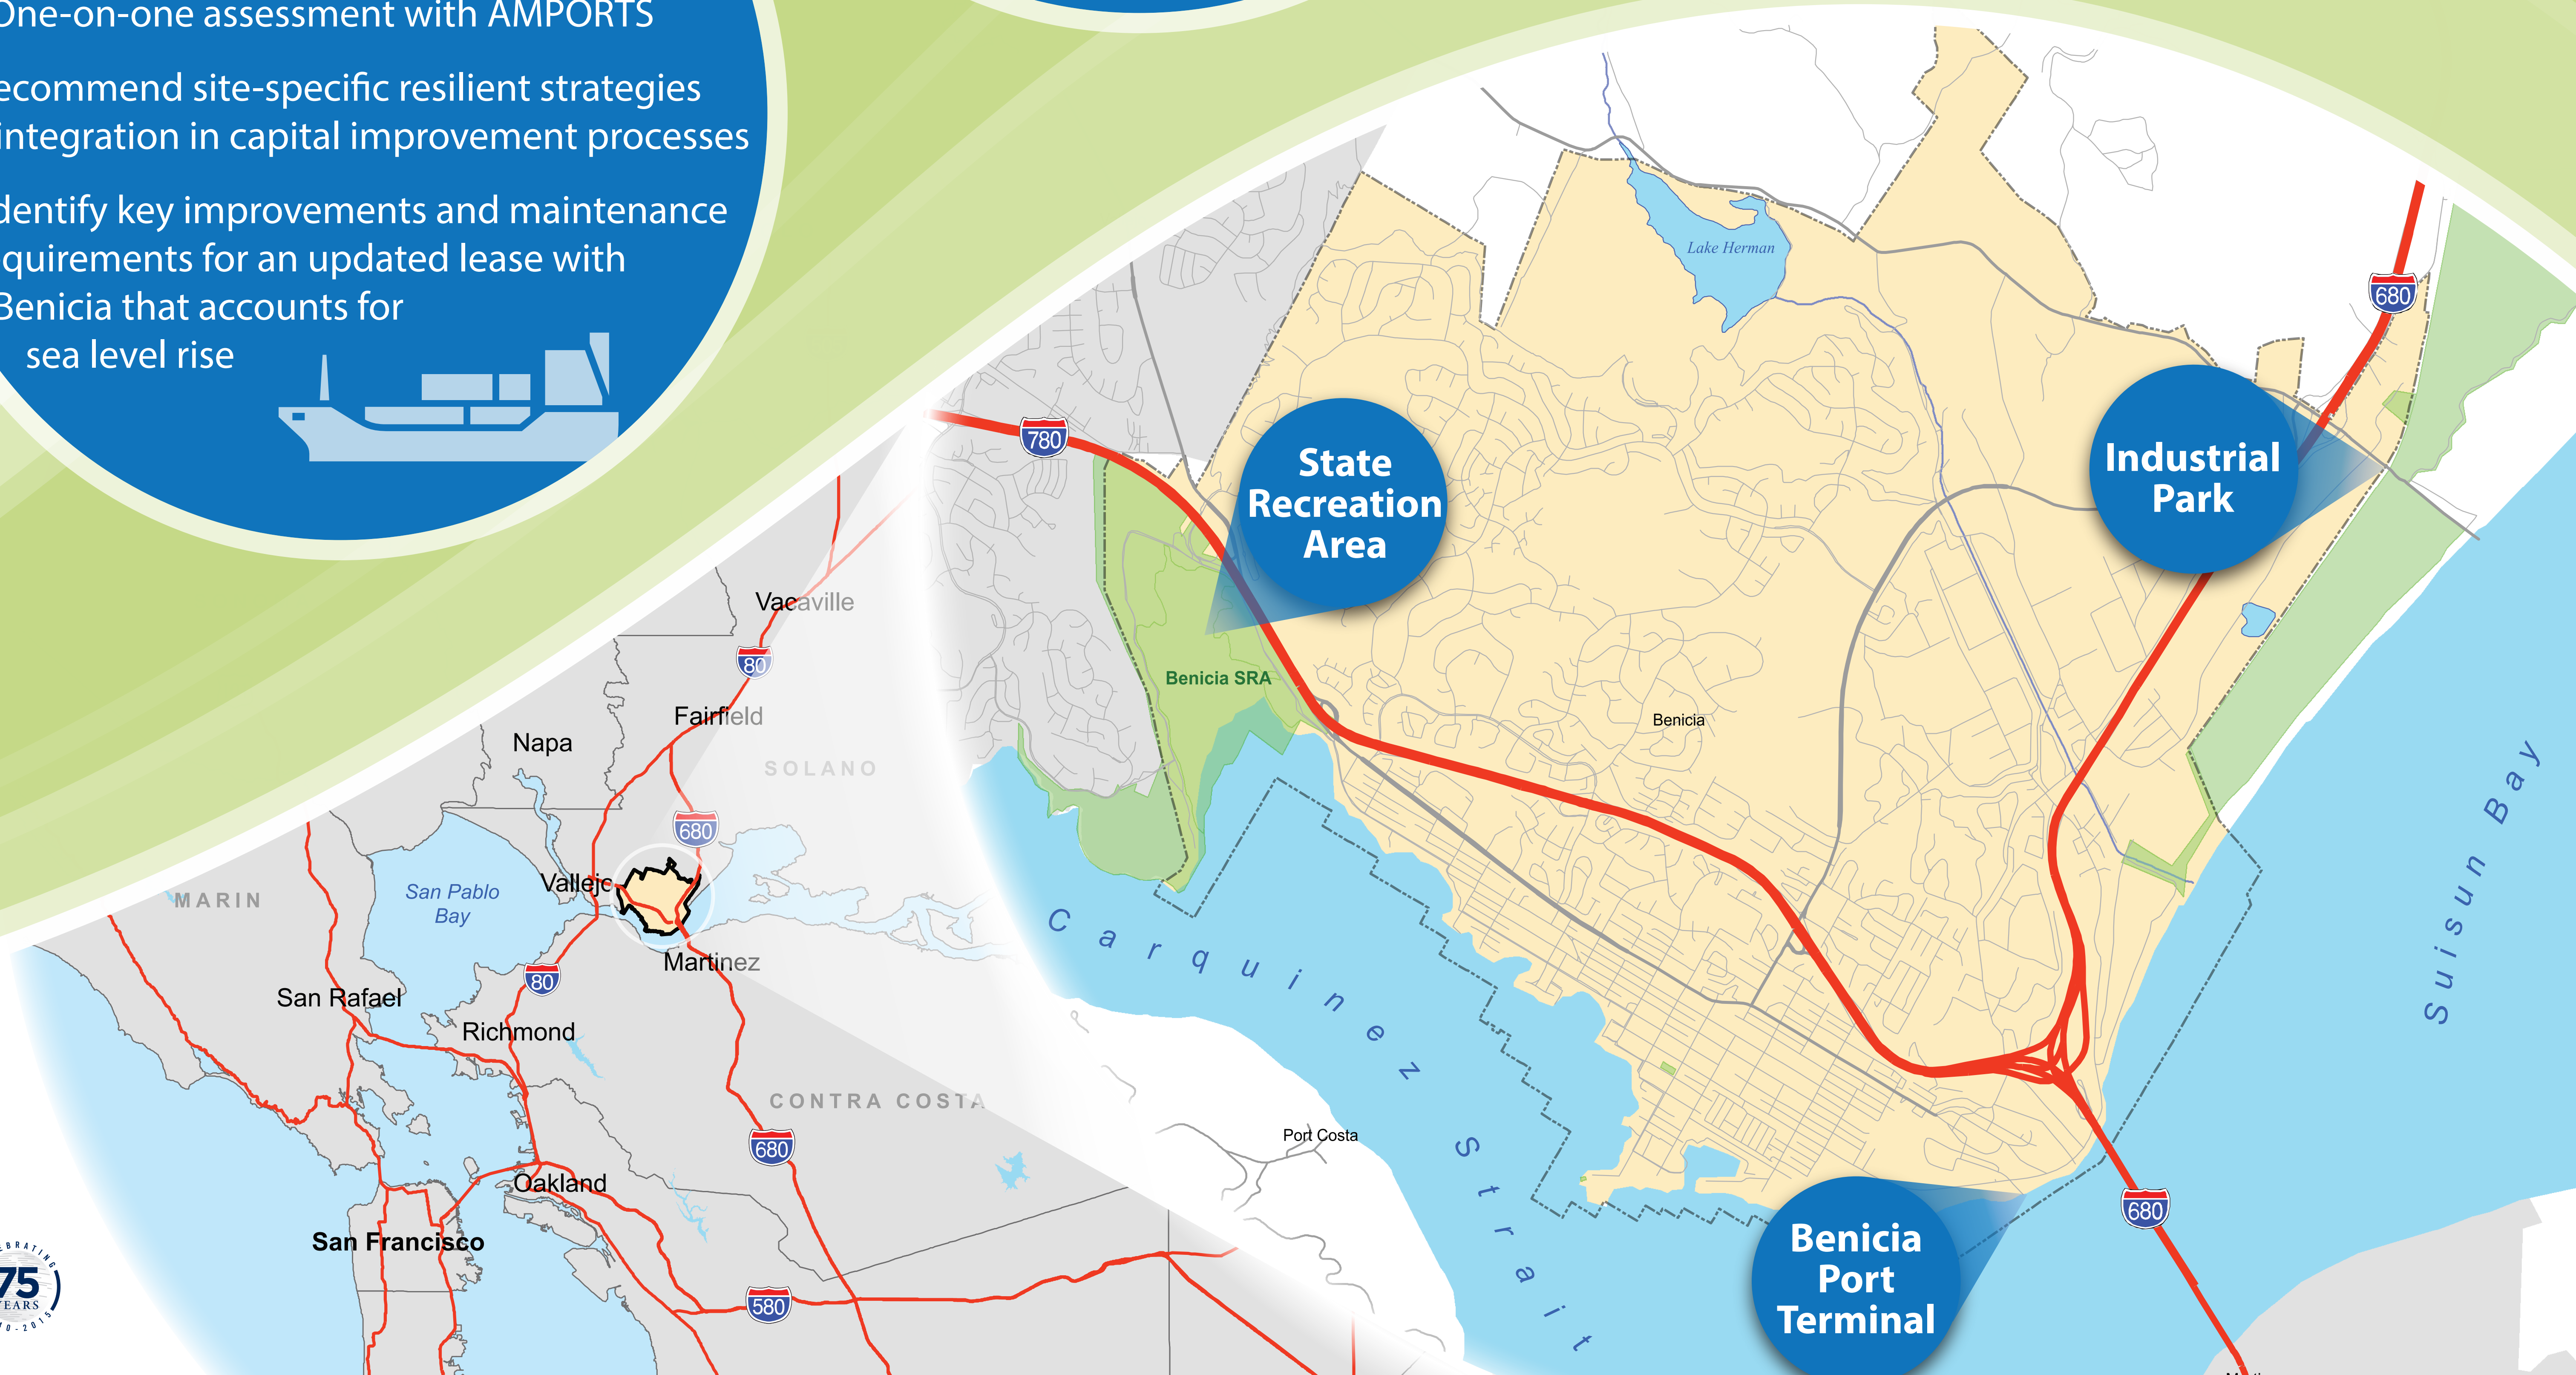 One-on-one assessment with AMPORTS
ecommend site-specific resilient strategies
integration in capital improvement processes
dentify key improvements and maintenance
quirements for an updated lease with
Benicia that accounts for
sea level rise
Lake Herman
680
780
State
Recreation
Area
Industrial
Park
Benicia SRA
Benicia
Vacaville
80
Fairfield
Napa
SOLANO
680
Vallejo
MARIN
San Pablo
Bay
Martinez
80
San Rafael
Richmond
CONTRA COSTA
680
Oakland
San Francisco
580
Carquinez Strait
Suisun Bay
Port Costa
680
Benicia
Port
Terminal
75
YEARS